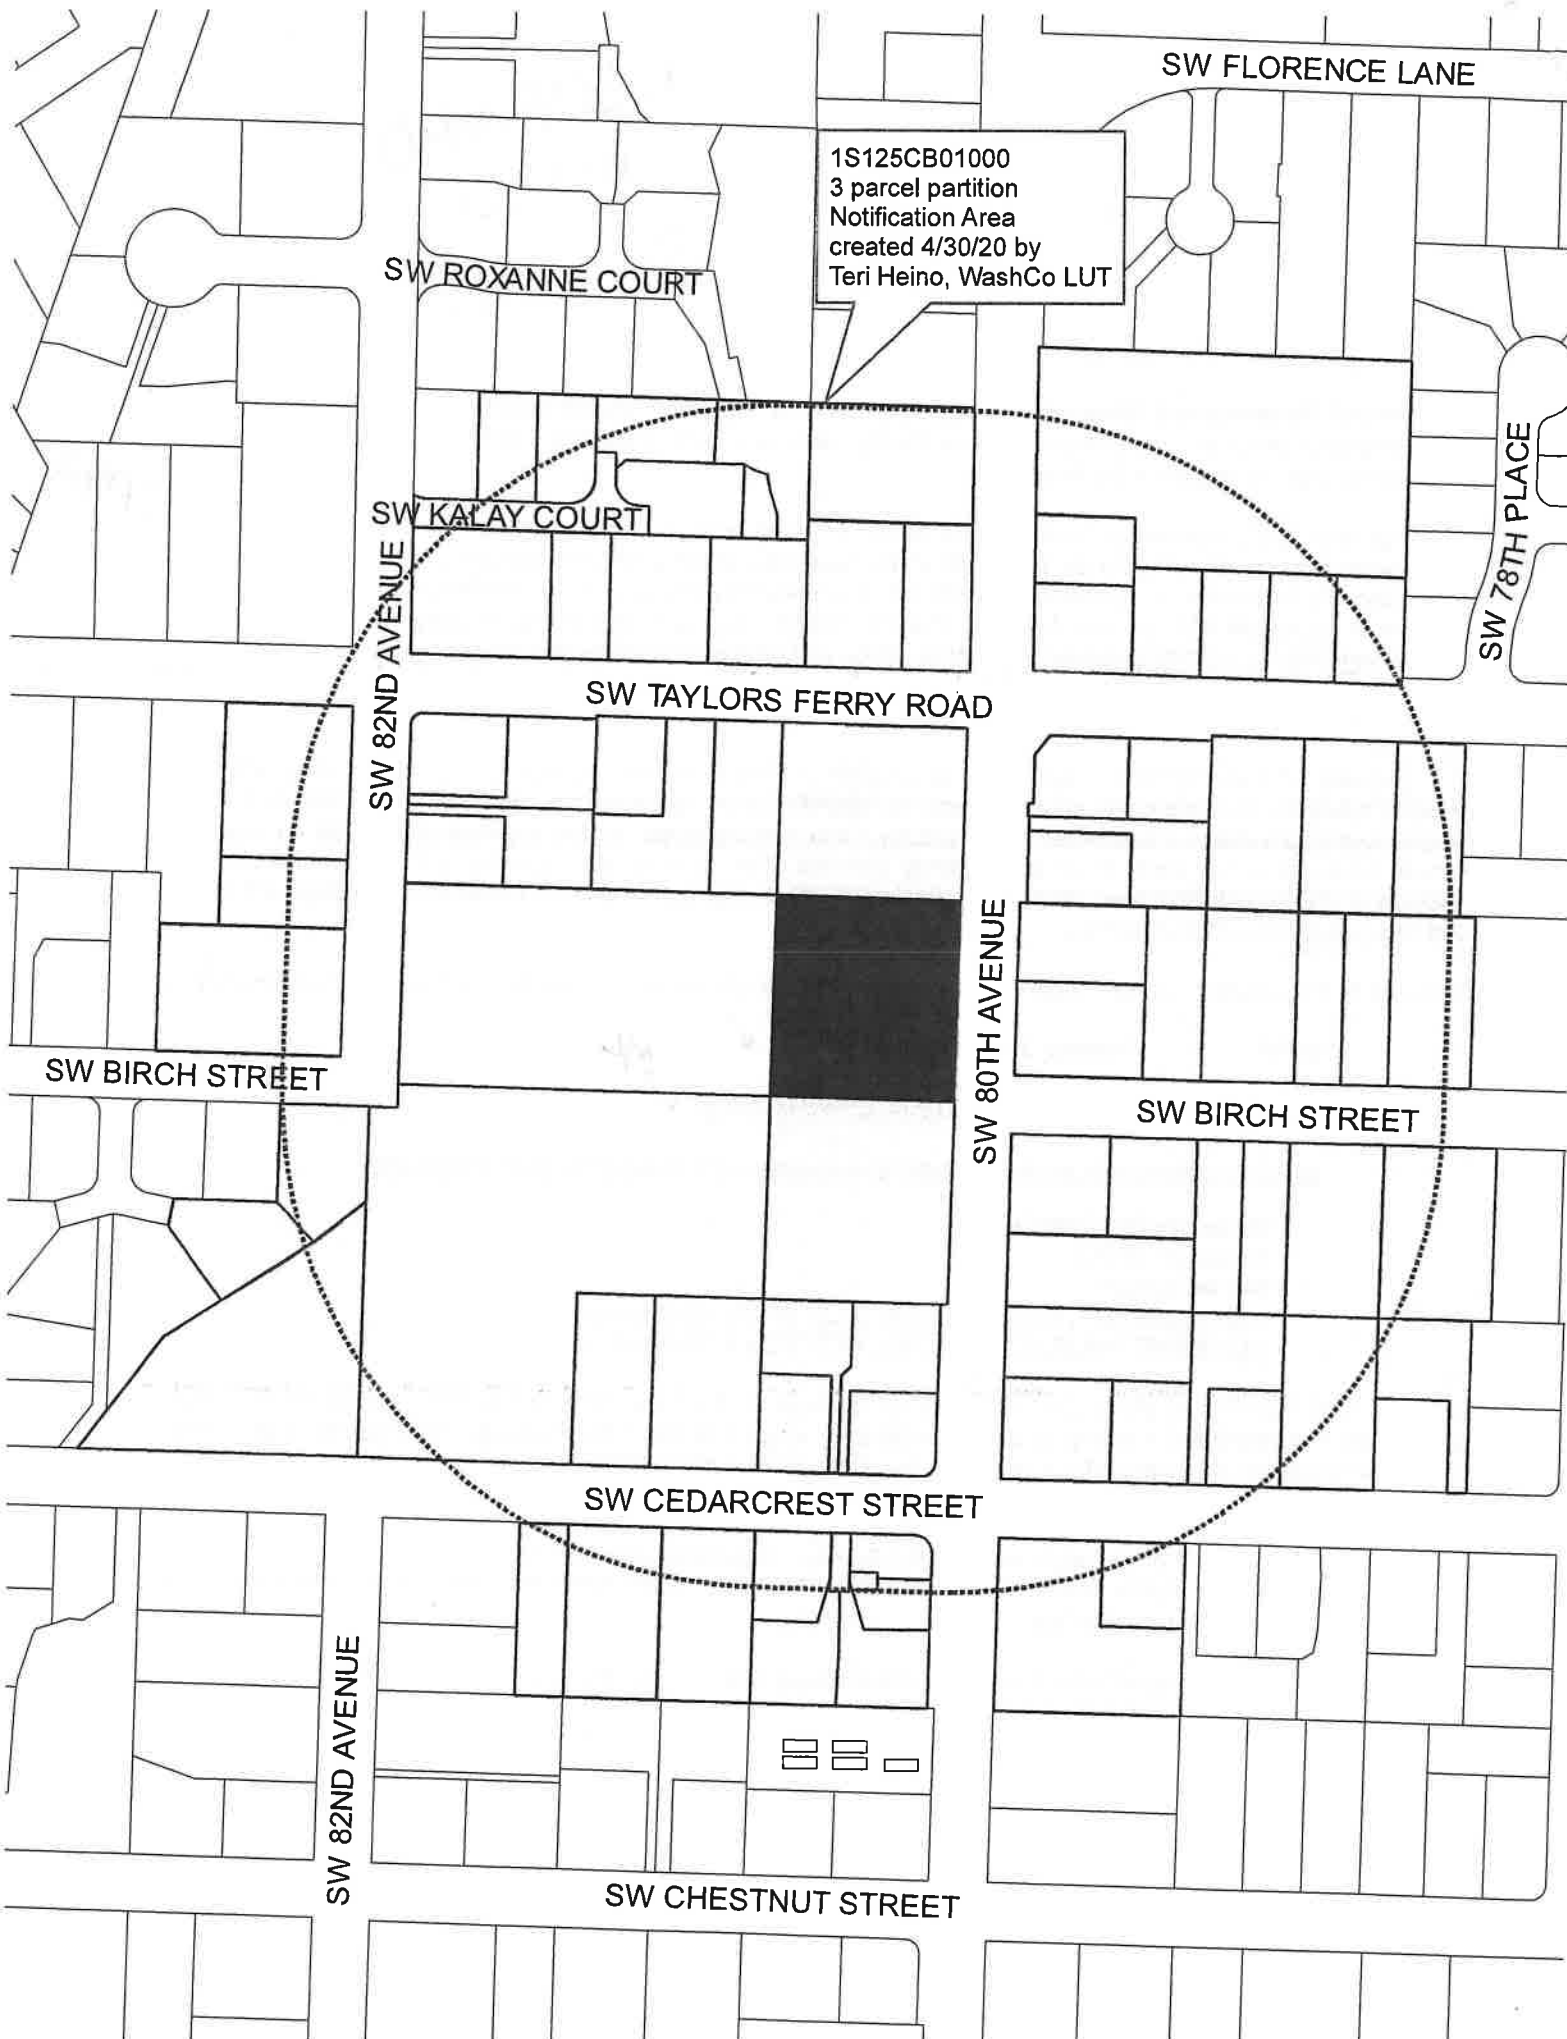 SW FLORENCE LANE
1S125CB01000
3 parcel partition
Notification Area
created 4/30/20 by
Teri Heino, WashCo LUT
SW ROXANNE COURT
SW 78TH PLACE
SW KALAY COURT
SW 82ND AVENUE
SW TAYLORS FERRY ROAD
SW 80TH AVENUE
SW BIRCH STREET
SW BIRCH STREET
SW CEDARCREST STREET
SW 82ND AVENUE
SW CHESTNUT STREET